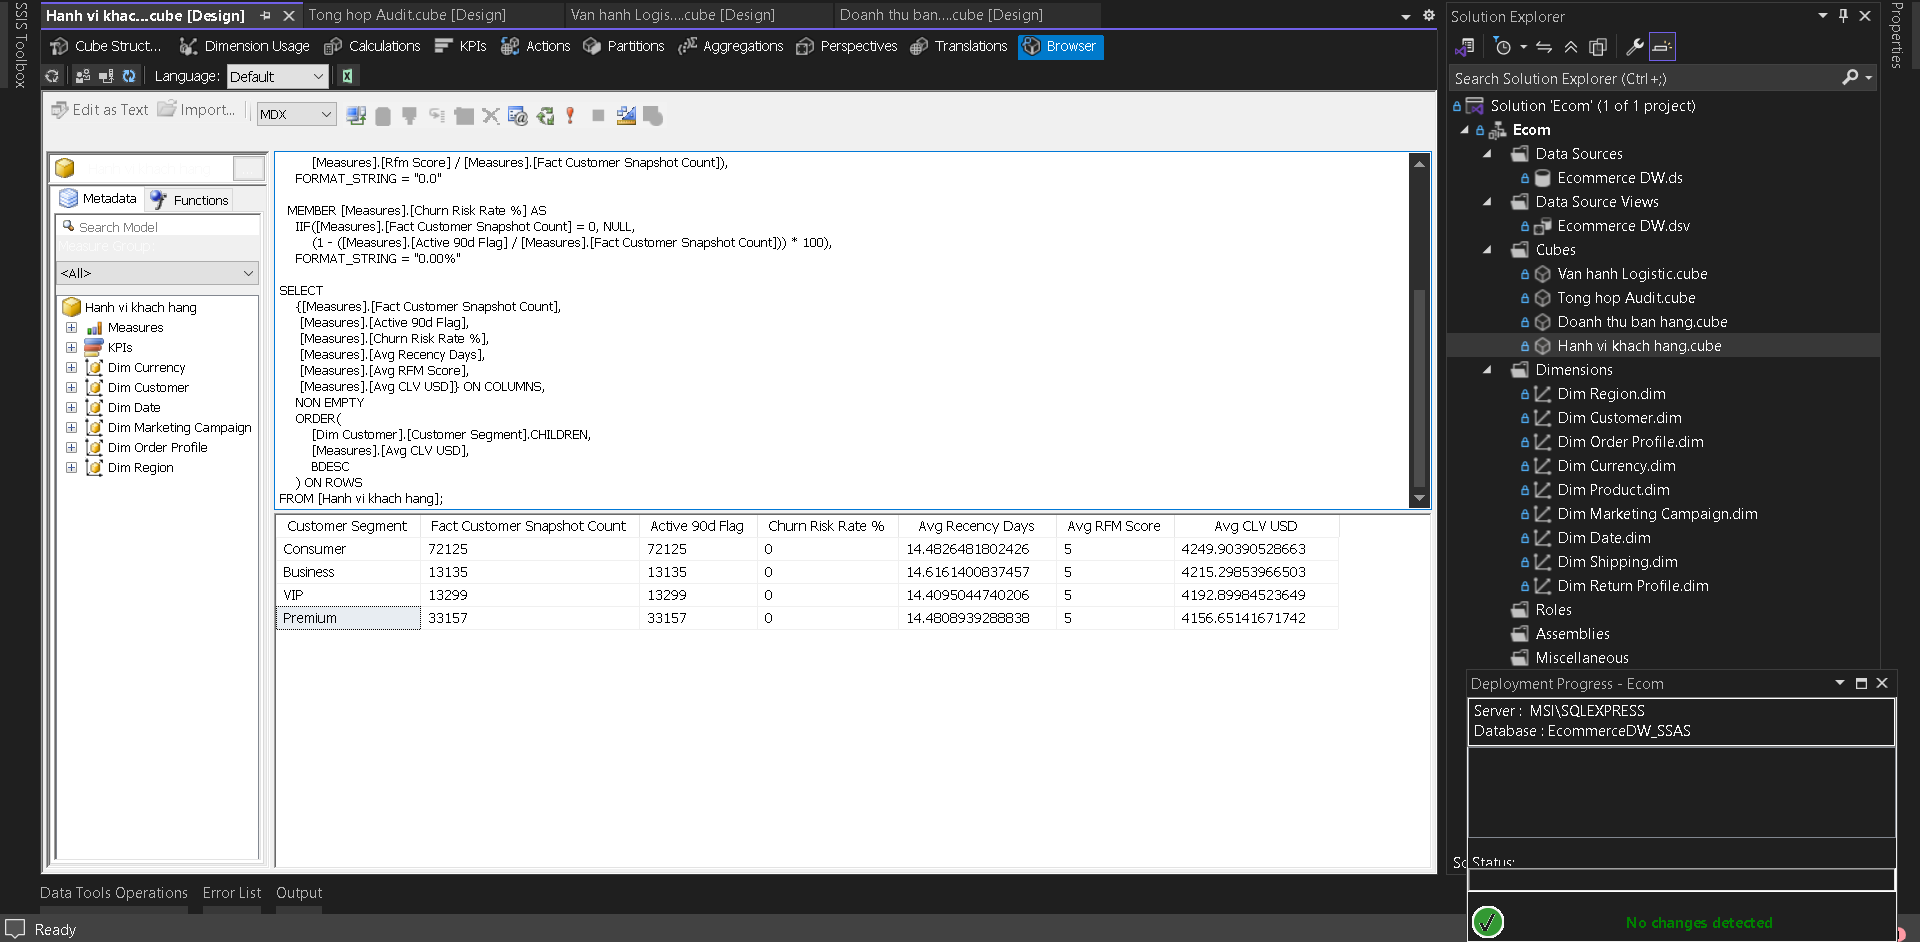 SSIS Toolbox
Hanh vi khac...cube [Design]
Tong hop Audit.cube [Design]
Van hanh Logis....cube [Design]
Doanh thu ban....cube [Design]
Cube Struct...
Dimension Usage
Calculations
KPIs
Actions
Partitions
Aggregations
Perspectives
Translations
Browser
Language:
Default
Edit as Text
Import...
MDX
Metadata
Functions
Search Model
Measure Group:
<All>
Hanh vi khach hang
Measures
KPIs
Dim Currency
Dim Customer
Dim Date
Dim Marketing Campaign
Dim Order Profile
Dim Region
[Measures].[Rfm Score] / [Measures].[Fact Customer Snapshot Count]),
FORMAT_STRING = "0.0"
MEMBER [Measures].[Churn Risk Rate %] AS
IIF([Measures].[Fact Customer Snapshot Count] = 0, NULL,
(1 - ([Measures].[Active 90d Flag] / [Measures].[Fact Customer Snapshot Count])) * 100),
FORMAT_STRING = "0.00%"
SELECT
{[Measures].[Fact Customer Snapshot Count],
[Measures].[Active 90d Flag],
[Measures].[Churn Risk Rate %],
[Measures].[Avg Recency Days],
[Measures].[Avg RFM Score],
[Measures].[Avg CLV USD]} ON COLUMNS,
NON EMPTY
ORDER(
[Dim Customer].[Customer Segment].CHILDREN,
[Measures].[Avg CLV USD],
BDESC
) ON ROWS
FROM [Hanh vi khach hang];
Customer Segment Fact Customer Snapshot Count Active 90d Flag Churn Risk Rate % Avg Recency Days Avg RFM Score Avg CLV USD
Consumer 72125 72125 0 14.4826481802426 5 4249.90390528663
Business 13135 13135 0 14.6161400837457 5 4215.29853966503
VIP 13299 13299 0 14.4095044740206 5 4192.89984523649
Premium 33157 33157 0 14.4808939288838 5 4156.65141671742
Solution Explorer
Search Solution Explorer (Ctrl+;)
Solution 'Ecom' (1 of 1 project)
Ecom
Data Sources
Ecommerce DW.ds
Data Source Views
Ecommerce DW.dsv
Cubes
Van hanh Logistic.cube
Tong hop Audit.cube
Doanh thu ban hang.cube
Hanh vi khach hang.cube
Dimensions
Dim Region.dim
Dim Customer.dim
Dim Order Profile.dim
Dim Currency.dim
Dim Product.dim
Dim Marketing Campaign.dim
Dim Date.dim
Dim Shipping.dim
Dim Return Profile.dim
Roles
Assemblies
Miscellaneous
Properties
Deployment Progress - Ecom
Server : MSI\SQLEXPRESS
Database : EcommerceDW_SSAS
Status:
No changes detected
Data Tools Operations
Error List
Output
Ready